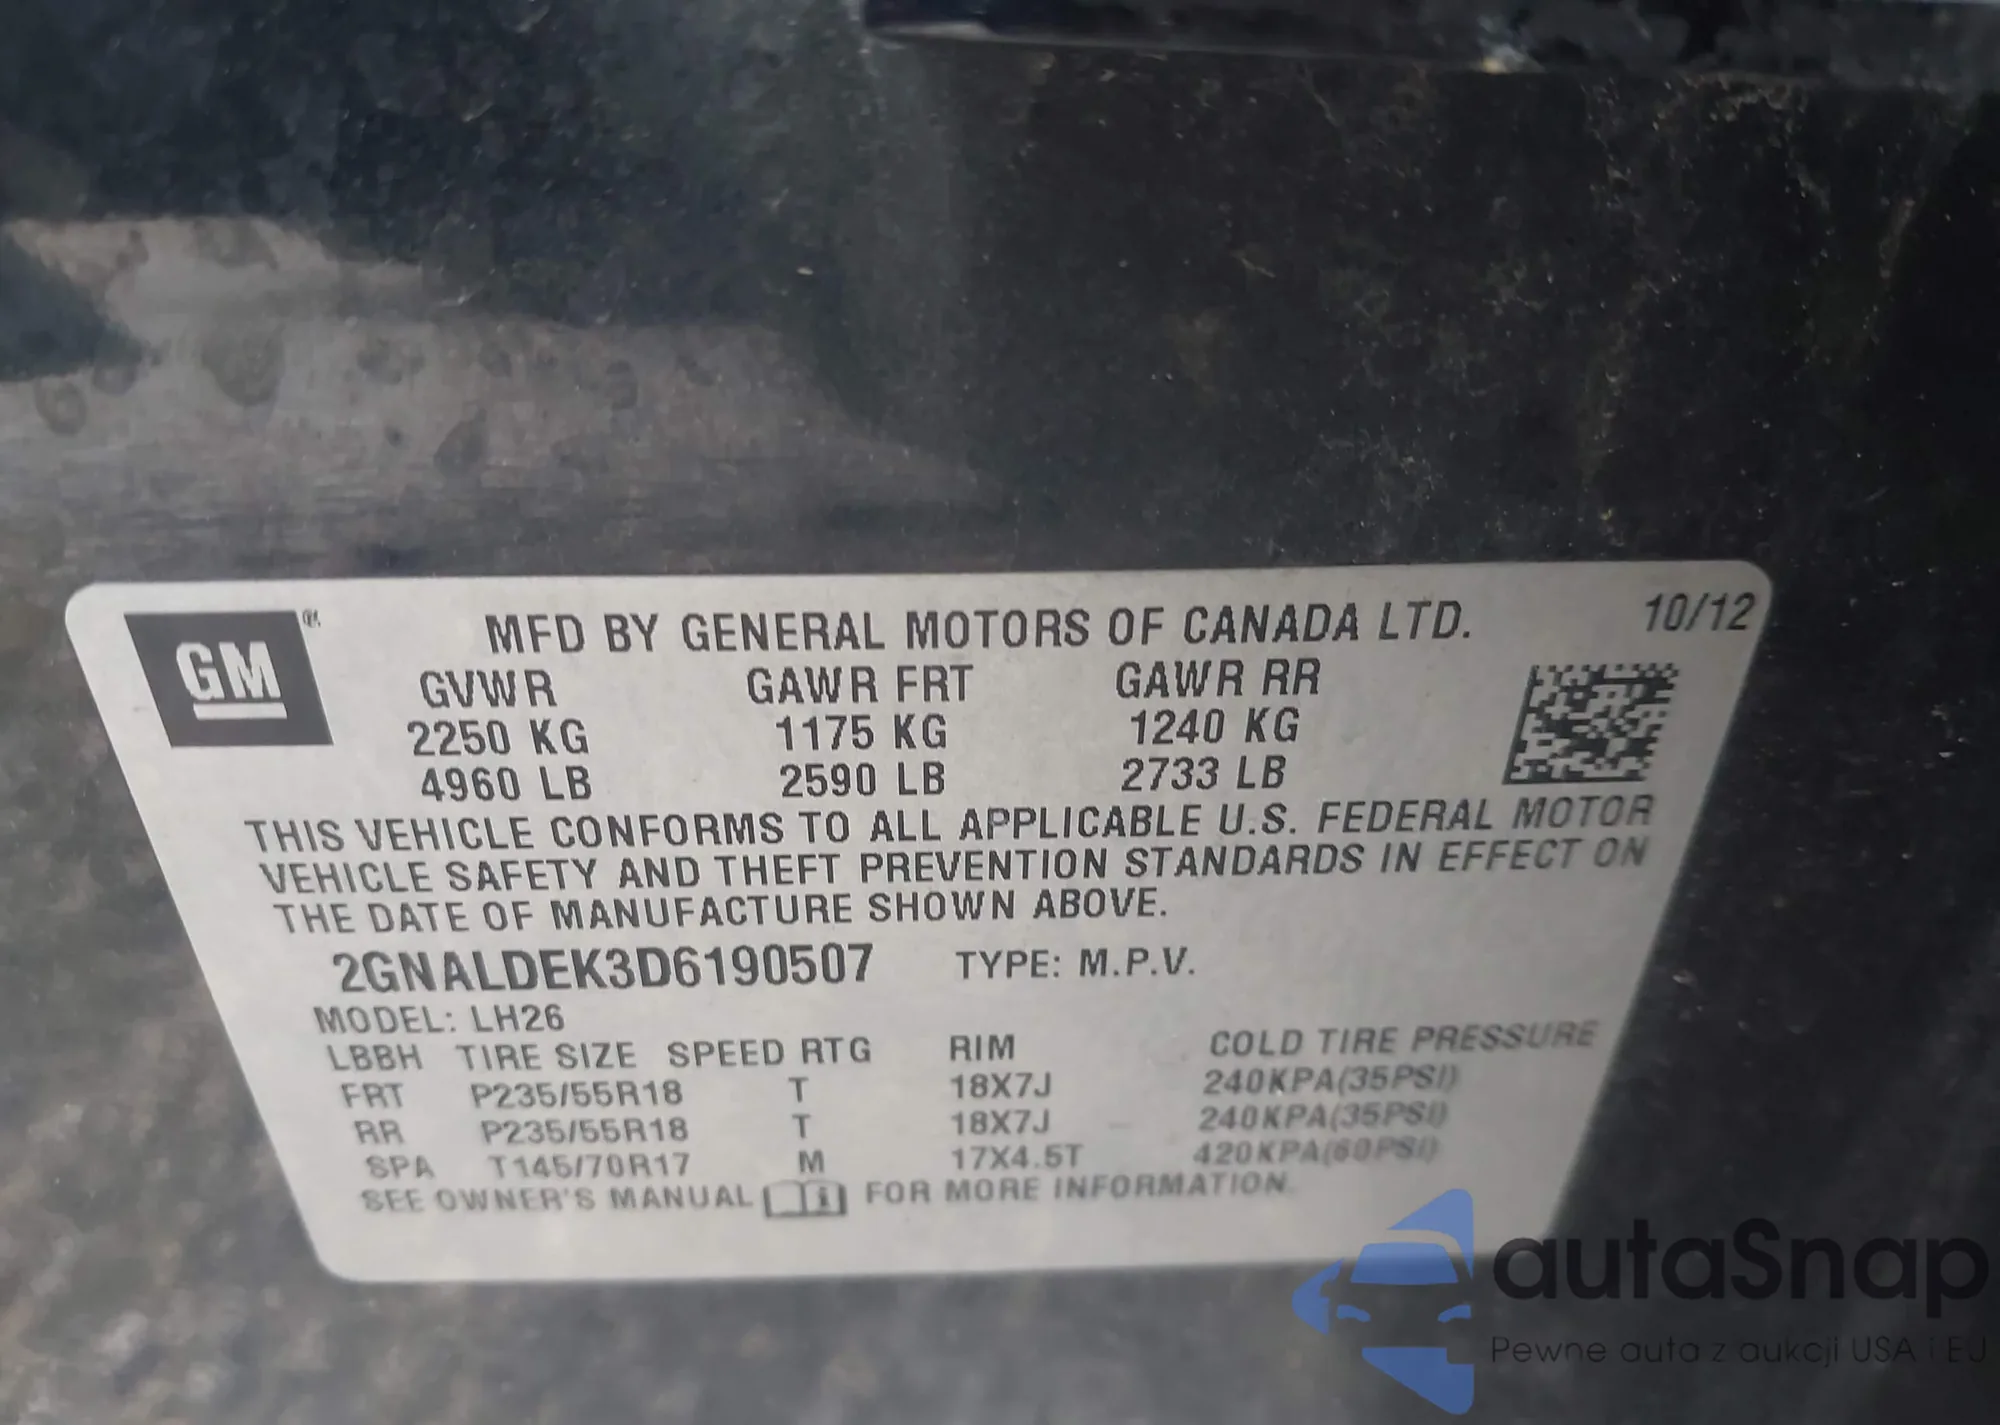 GM
MFD BY GENERAL MOTORS OF CANADA LTD. 10/12
GVWR GAWR FRT GAWR RR
2250 KG 1175 KG 1240 KG
4960 LB 2590 LB 2733 LB
THIS VEHICLE CONFORMS TO ALL APPLICABLE U.S. FEDERAL MOTOR
VEHICLE SAFETY AND THEFT PREVENTION STANDARDS IN EFFECT ON
THE DATE OF MANUFACTURE SHOWN ABOVE.
2GNALDEK3D6190507 TYPE: M.P.V.
MODEL: LH26
LBBH TIRE SIZE SPEED RTG RIM COLD TIRE PRESSURE
FRT P235/55R18 T 18X7J 240KPA(35PSI)
RR P235/55R18 T 18X7J 240KPA(35PSI)
SPA T145/70R17 M 17X4.5T 420KPA(60PSI)
SEE OWNER'S MANUAL FOR MORE INFORMATION.
autaSnap
Pewne auta z aukcji USA i EU